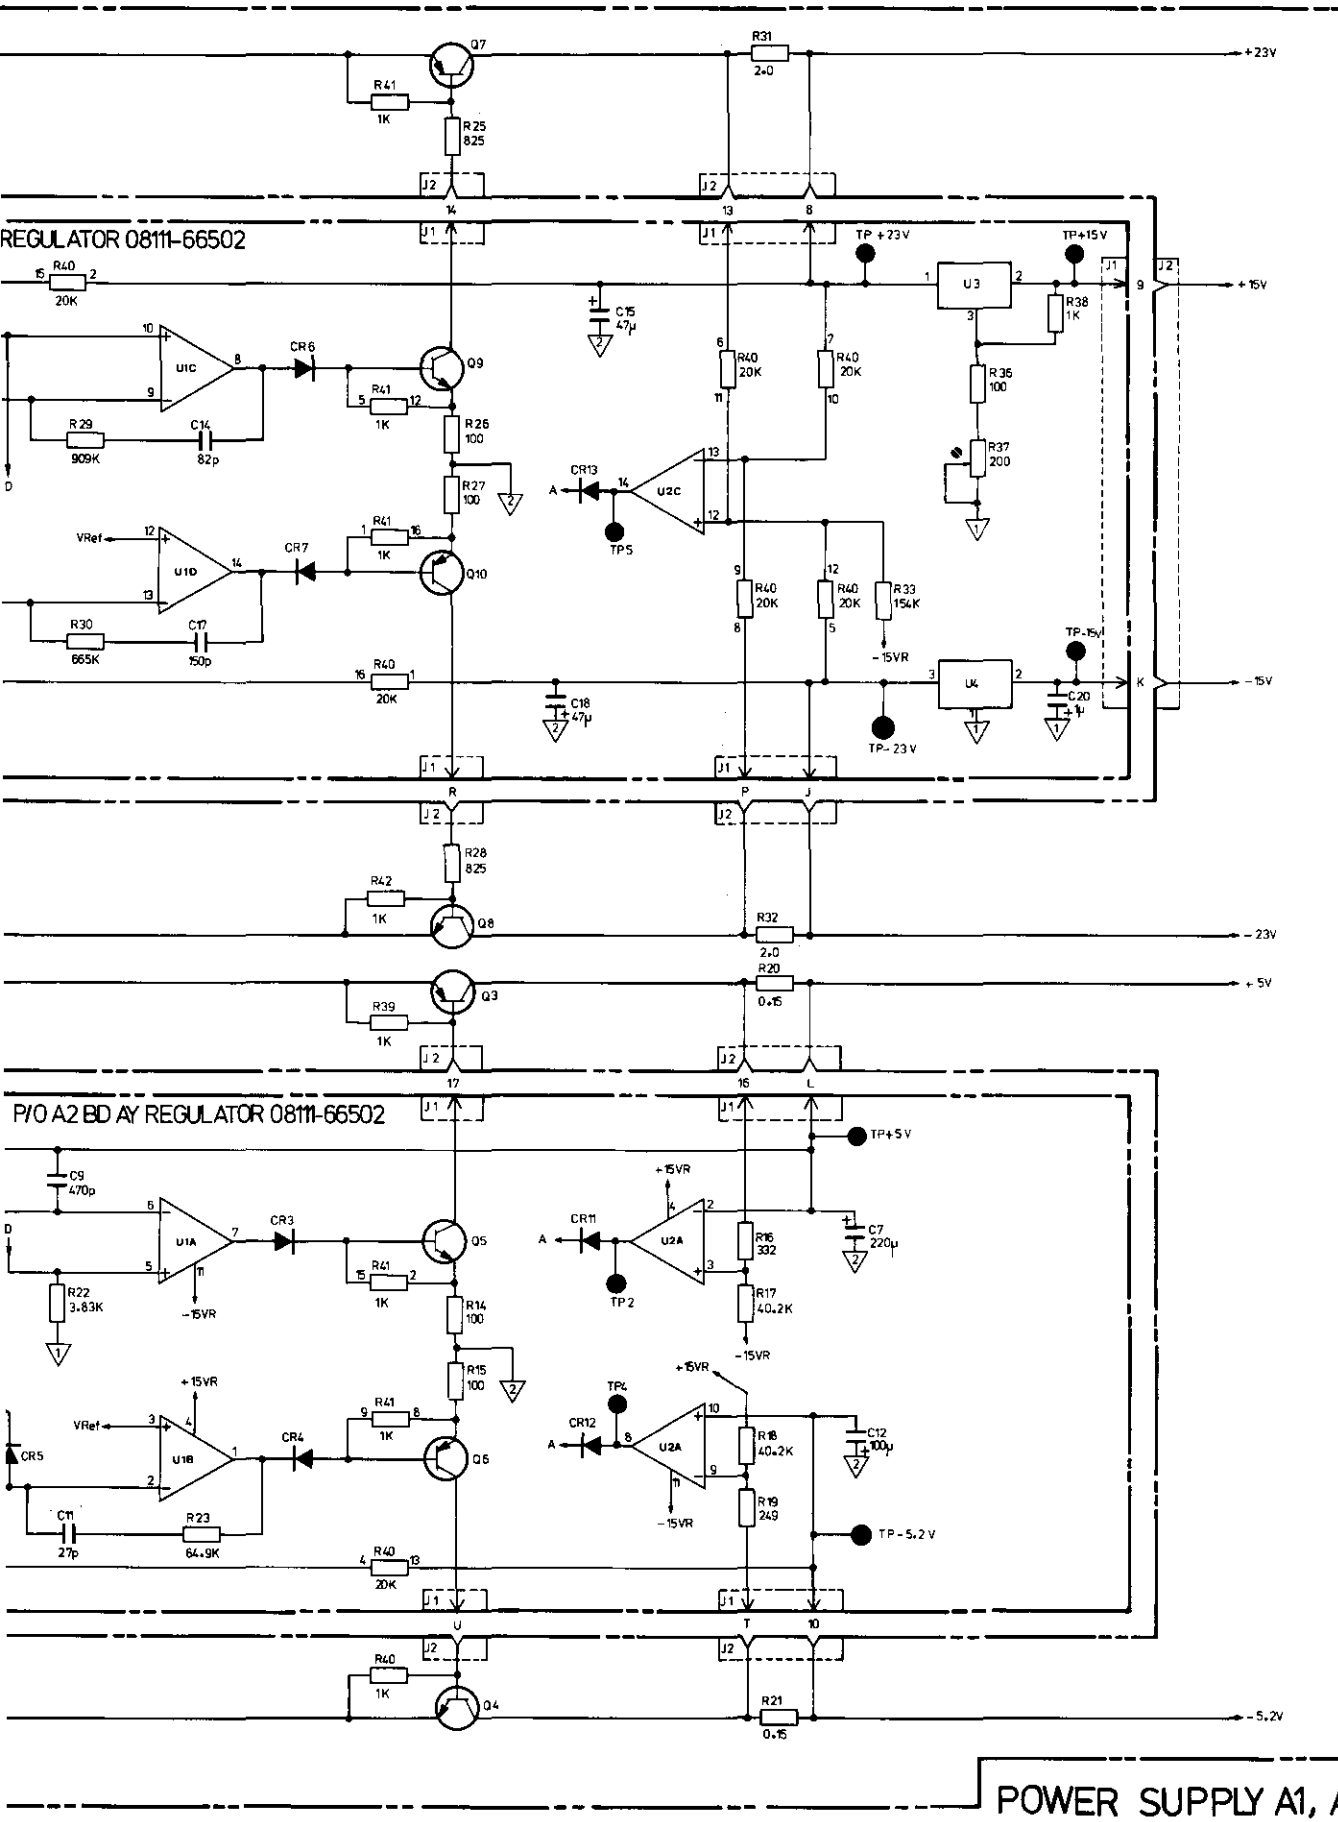 Q7
R31
2.0
+23V
R41
1K
R25
825
J2
14
J2
13
8
REGULATOR 08111-66502
J1
J1
TP +23V
TP+15V
15
R40
2
20K
1
U3
2
3
J1
9
J2
+15V
R38
1K
+
C15
47µ
2
10
+
U1C
8
9
–
CR6
Q9
6
R40
20K
11
7
R40
20K
10
R36
100
R41
5
12
1K
R26
100
R29
909K
C14
82p
D
R37
200
1
R27
100
2
A
CR13
14
U2C
–
13
+
12
TP5
VRef
12
+
U1D
14
13
–
CR7
1
R41
16
1K
Q10
9
R40
20K
8
12
R40
20K
5
R33
154K
-15VR
R30
665K
C17
150p
16
R40
1
20K
C18
+ 47µ
2
3
U4
2
1
1
TP-15V
C20
+ 1µ
1
K
-15V
TP-23V
J1
J1
R
P
J
J2
J2
R28
825
R42
1K
Q8
R32
2.0
-23V
R20
0.15
+5V
Q3
R39
1K
J2
J2
17
16
L
P/O A2 BD AY REGULATOR 08111-66502
J1
J1
TP+5V
C9
470p
6
–
U1A
7
5
+
11
-15VR
D
R22
3.83K
1
CR3
Q5
15
R41
2
1K
R14
100
+15VR
4
A
CR11
U2A
–
2
+
3
TP2
R16
332
R17
40.2K
-15VR
+
C7
220µ
2
R15
100
2
+15VR
VRef
3
+
4
U1B
1
2
–
CR5
CR4
9
R41
8
1K
Q6
+15VR
TP4
A
CR12
8
U2A
+
10
–
9
11
-15VR
R18
40.2K
R19
249
C12
100µ
+
2
C11
27p
R23
64.9K
TP-5.2V
4
R40
13
20K
J1
J1
U
T
10
J2
J2
R40
1K
Q4
R21
0.15
-5.2V
POWER SUPPLY A1,